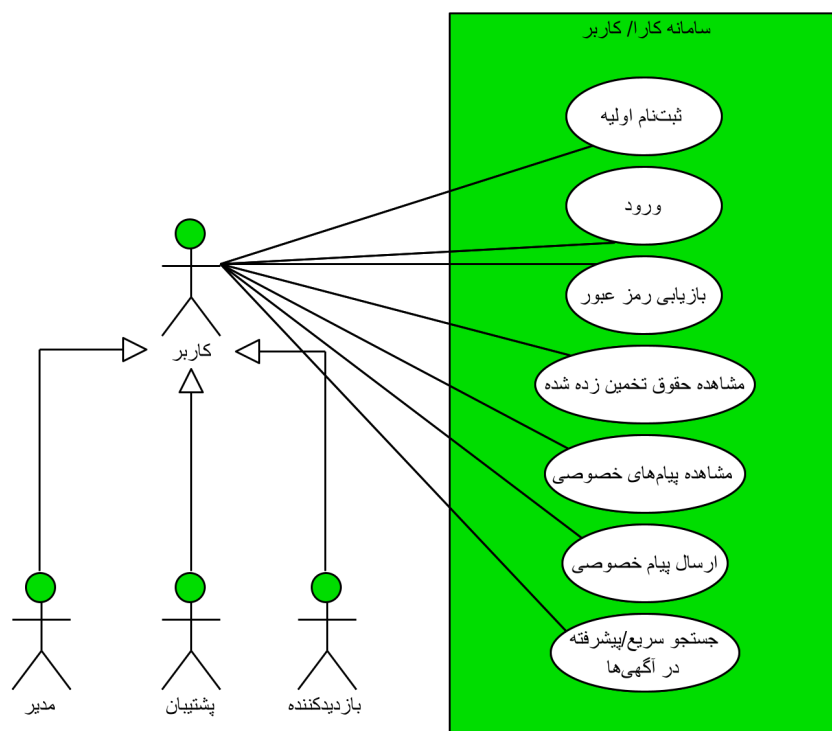 سامانه کارا/ کاربر
ثبت‌نام اولیه
ورود
بازیابی رمز عبور
مشاهده حقوق تخمین زده شده
مشاهده پیام‌های خصوصی
ارسال پیام خصوصی
جستجو سریع/پیشرفته
در آگهی‌ها
کاربر
بازدیدکننده
پشتیبان
مدیر